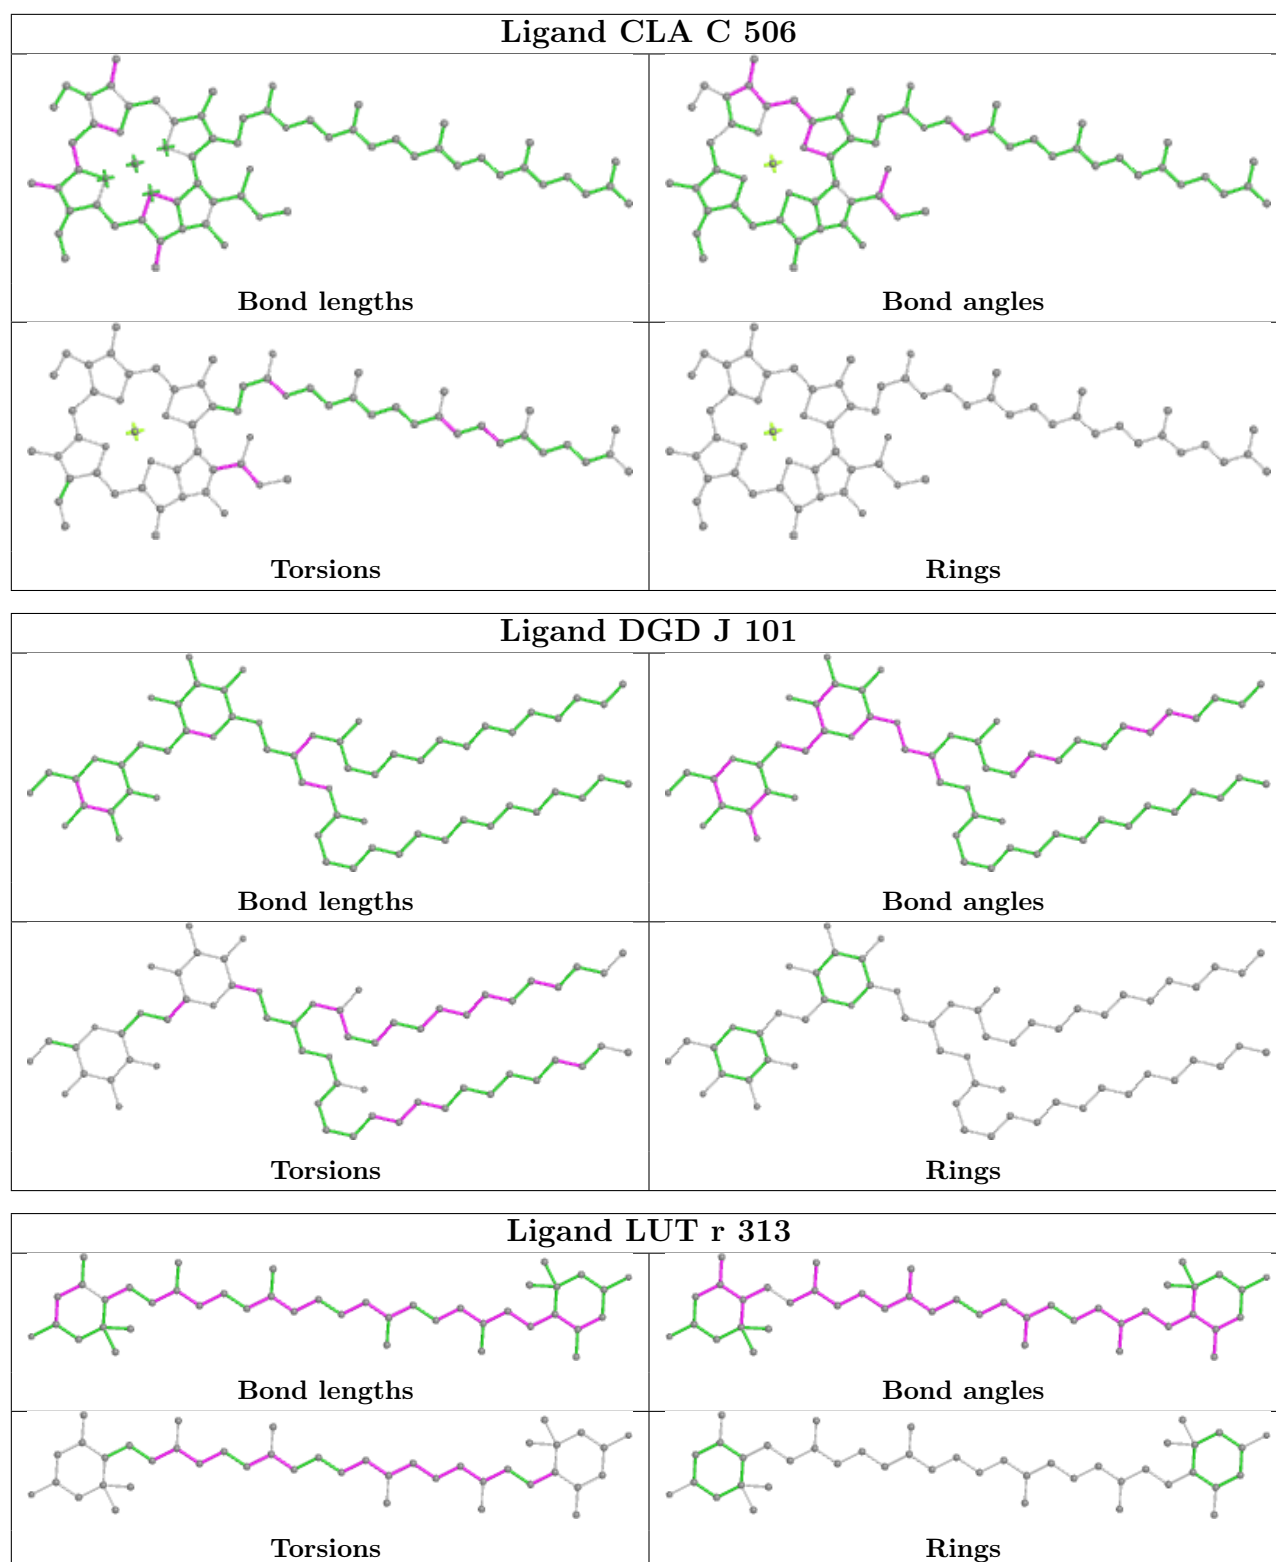 Ligand CLA C 506
Bond lengths
Bond angles
Torsions
Rings
Ligand DGD J 101
Bond lengths
Bond angles
Torsions
Rings
Ligand LUT r 313
Bond lengths
Bond angles
Torsions
Rings